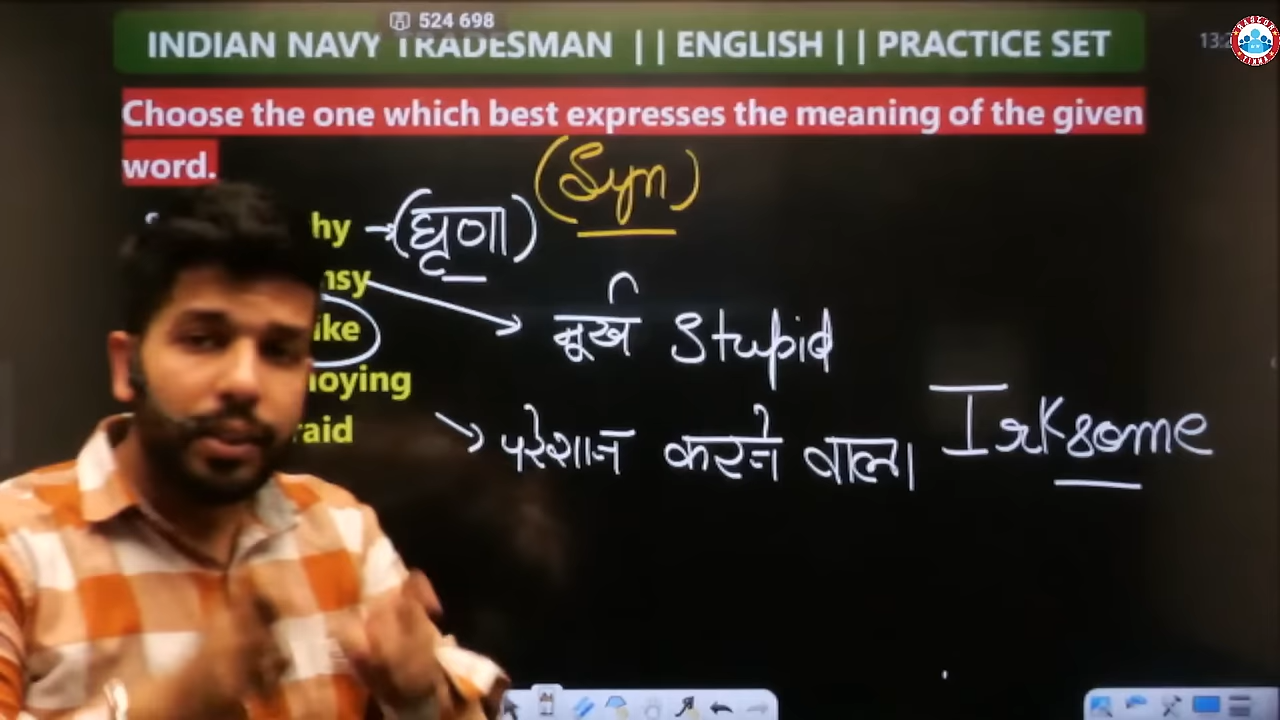 524 698
INDIAN NAVY TRADESMAN || ENGLISH || PRACTICE SET
Choose the one which best expresses the meaning of the given
word.
(Syn)
hy → (घृणा)
nsy
मूर्ख Stupid
ike
noying
raid
परेशान करने वाला Irksome